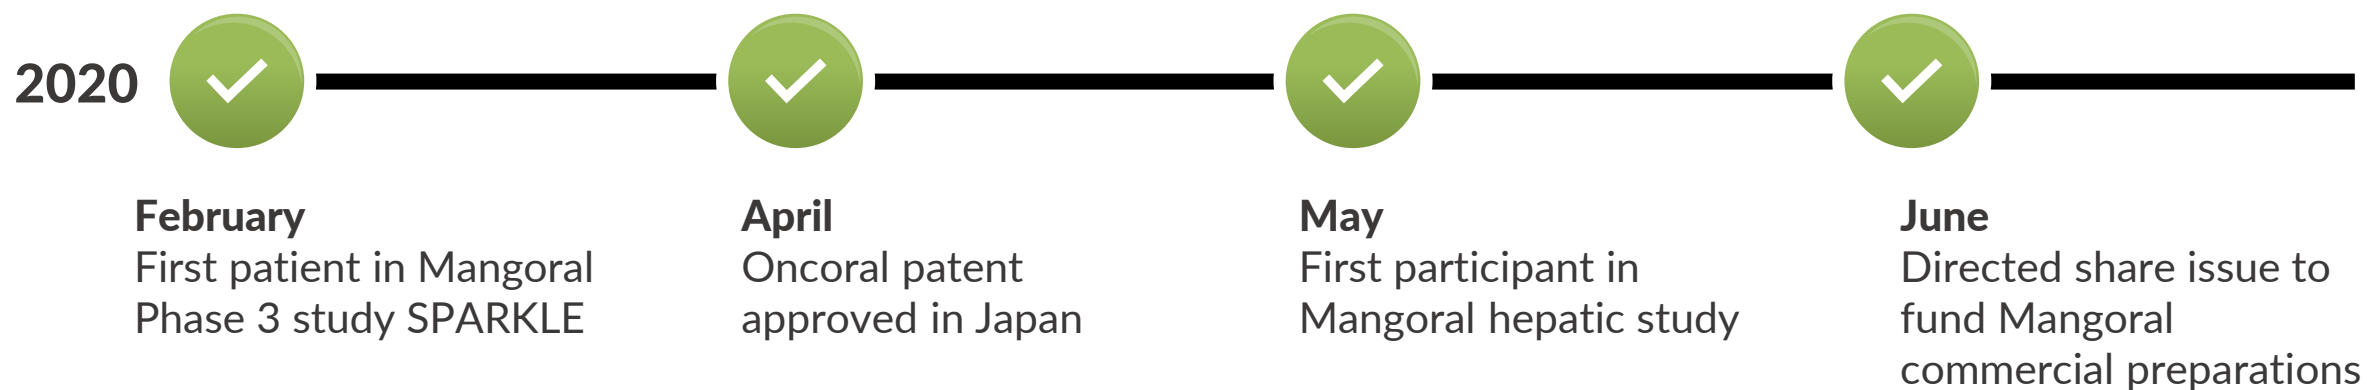 2020
February
First patient in Mangoral
Phase 3 study SPARKLE
April
Oncoral patent
approved in Japan
May
First participant in
Mangoral hepatic study
June
Directed share issue to
fund Mangoral
commercial preparations